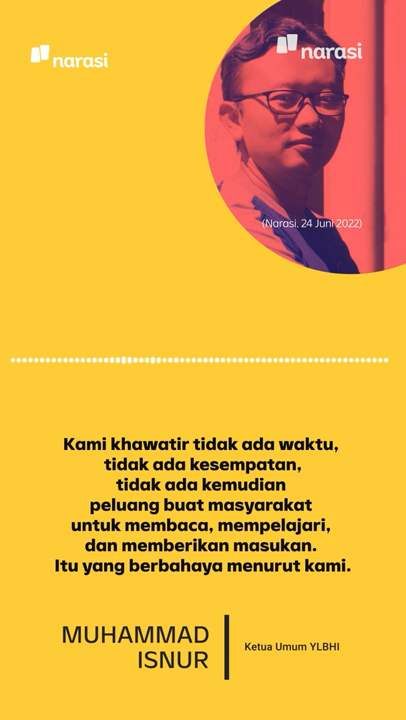 narasi
narasi
(Narasi, 24 Juni 2022)
Kami khawatir tidak ada waktu,
tidak ada kesempatan,
tidak ada kemudian
peluang buat masyarakat
untuk membaca, mempelajari,
dan memberikan masukan.
Itu yang berbahaya menurut kami.
MUHAMMAD
ISNUR
Ketua Umum YLBHI